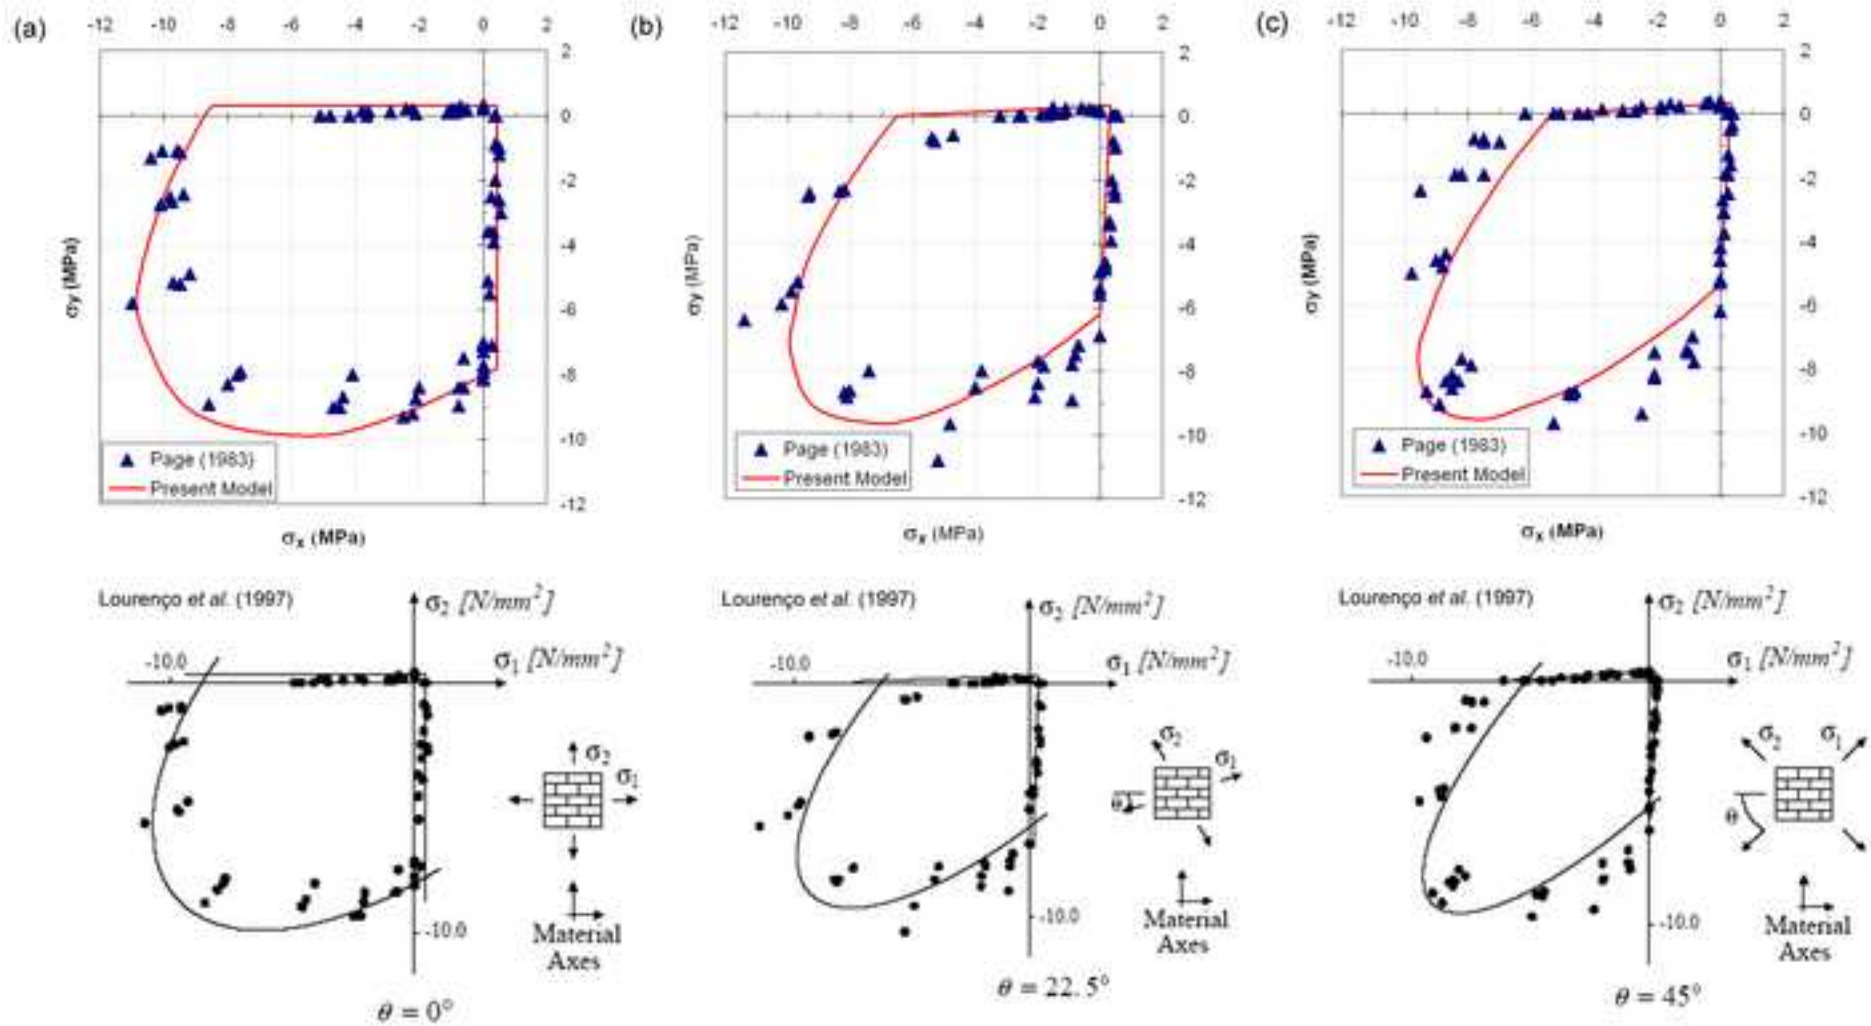 (a)
-12 -10 -8 -6 -4 -2 0 2
2
0
-2
-4
-6
-8
-10
-12
σy (MPa)
Page (1983)
Present Model
σx (MPa)
(b)
-12 -10 -8 -6 -4 -2 0 2
2
0
-2
-4
-6
-8
-10
-12
σy (MPa)
Page (1983)
Present Model
σx (MPa)
(c)
-12 -10 -8 -6 -4 -2 0 2
2
0
-2
-4
-6
-8
-10
-12
σy (MPa)
Page (1983)
Present Model
σx (MPa)
Lourenço et al. (1997)
σ2 [N/mm²]
-10.0
σ1 [N/mm²]
σ2
σ1
-10.0
Material
Axes
θ = 0°
Lourenço et al. (1997)
σ2 [N/mm²]
-10.0
σ1 [N/mm²]
σ2
σ1
θ
-10.0
Material
Axes
θ = 22.5°
Lourenço et al. (1997)
σ2 [N/mm²]
-10.0
σ1 [N/mm²]
σ2
σ1
θ
-10.0
Material
Axes
θ = 45°